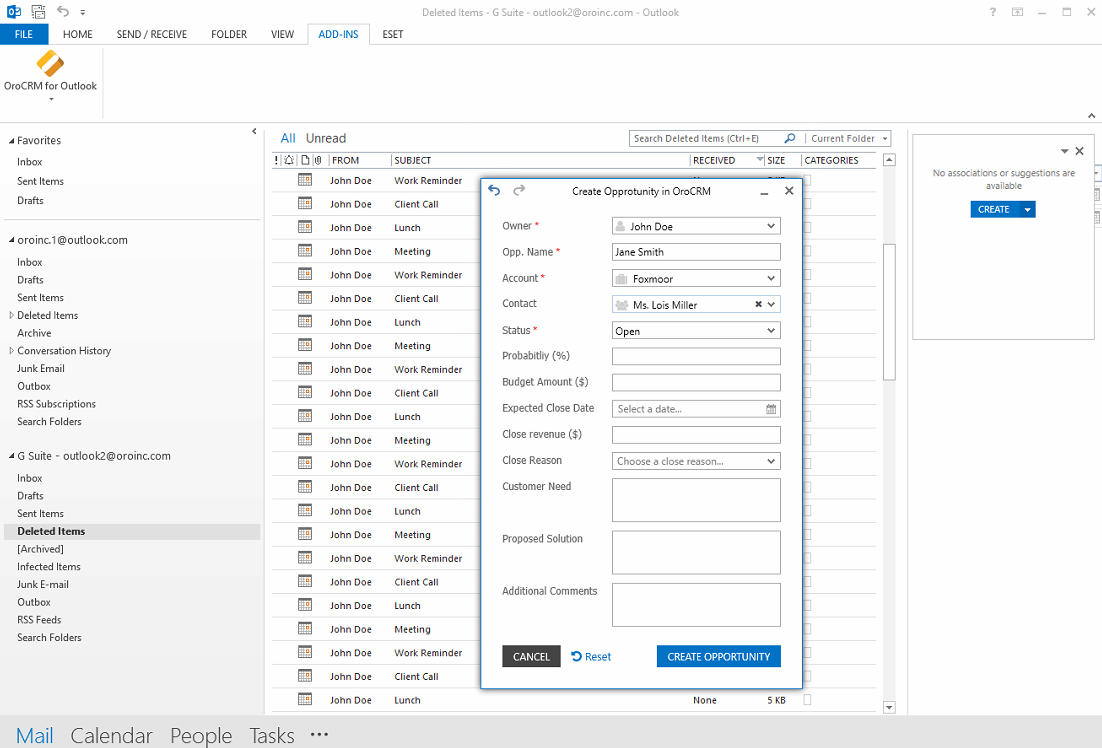 Deleted Items - G Suite - outlook2@oroinc.com - Outlook
FILE HOME SEND / RECEIVE FOLDER VIEW ADD-INS ESET
OroCRM for Outlook
Favorites
Inbox
Sent Items
Drafts
oroinc.1@outlook.com
Inbox
Drafts
Sent Items
Deleted Items
Archive
Conversation History
Junk Email
Outbox
RSS Subscriptions
Search Folders
G Suite - outlook2@oroinc.com
Inbox
Drafts
Sent Items
Deleted Items
[Archived]
Infected Items
Junk E-mail
Outbox
RSS Feeds
Search Folders
All Unread
Search Deleted Items (Ctrl+E) Current Folder
! FROM SUBJECT RECEIVED SIZE CATEGORIES
John Doe Work Reminder
John Doe Client Call
John Doe Lunch
John Doe Meeting
John Doe Work Reminder
John Doe Client Call
John Doe Lunch
John Doe Meeting
John Doe Work Reminder
John Doe Client Call
John Doe Lunch
John Doe Meeting
John Doe Work Reminder
John Doe Client Call
John Doe Lunch
John Doe Meeting
John Doe Work Reminder
John Doe Client Call
John Doe Lunch
John Doe Meeting
John Doe Work Reminder
John Doe Client Call
John Doe Lunch None 5 KB
Create Opprotunity in OroCRM
Owner * John Doe
Opp. Name * Jane Smith
Account * Foxmoor
Contact Ms. Lois Miller
Status * Open
Probabitliy (%)
Budget Amount ($)
Expected Close Date Select a date...
Close revenue ($)
Close Reason Choose a close reason...
Customer Need
Proposed Solution
Additional Comments
CANCEL Reset CREATE OPPORTUNITY
No associations or suggestions are
available
CREATE
Mail Calendar People Tasks ···